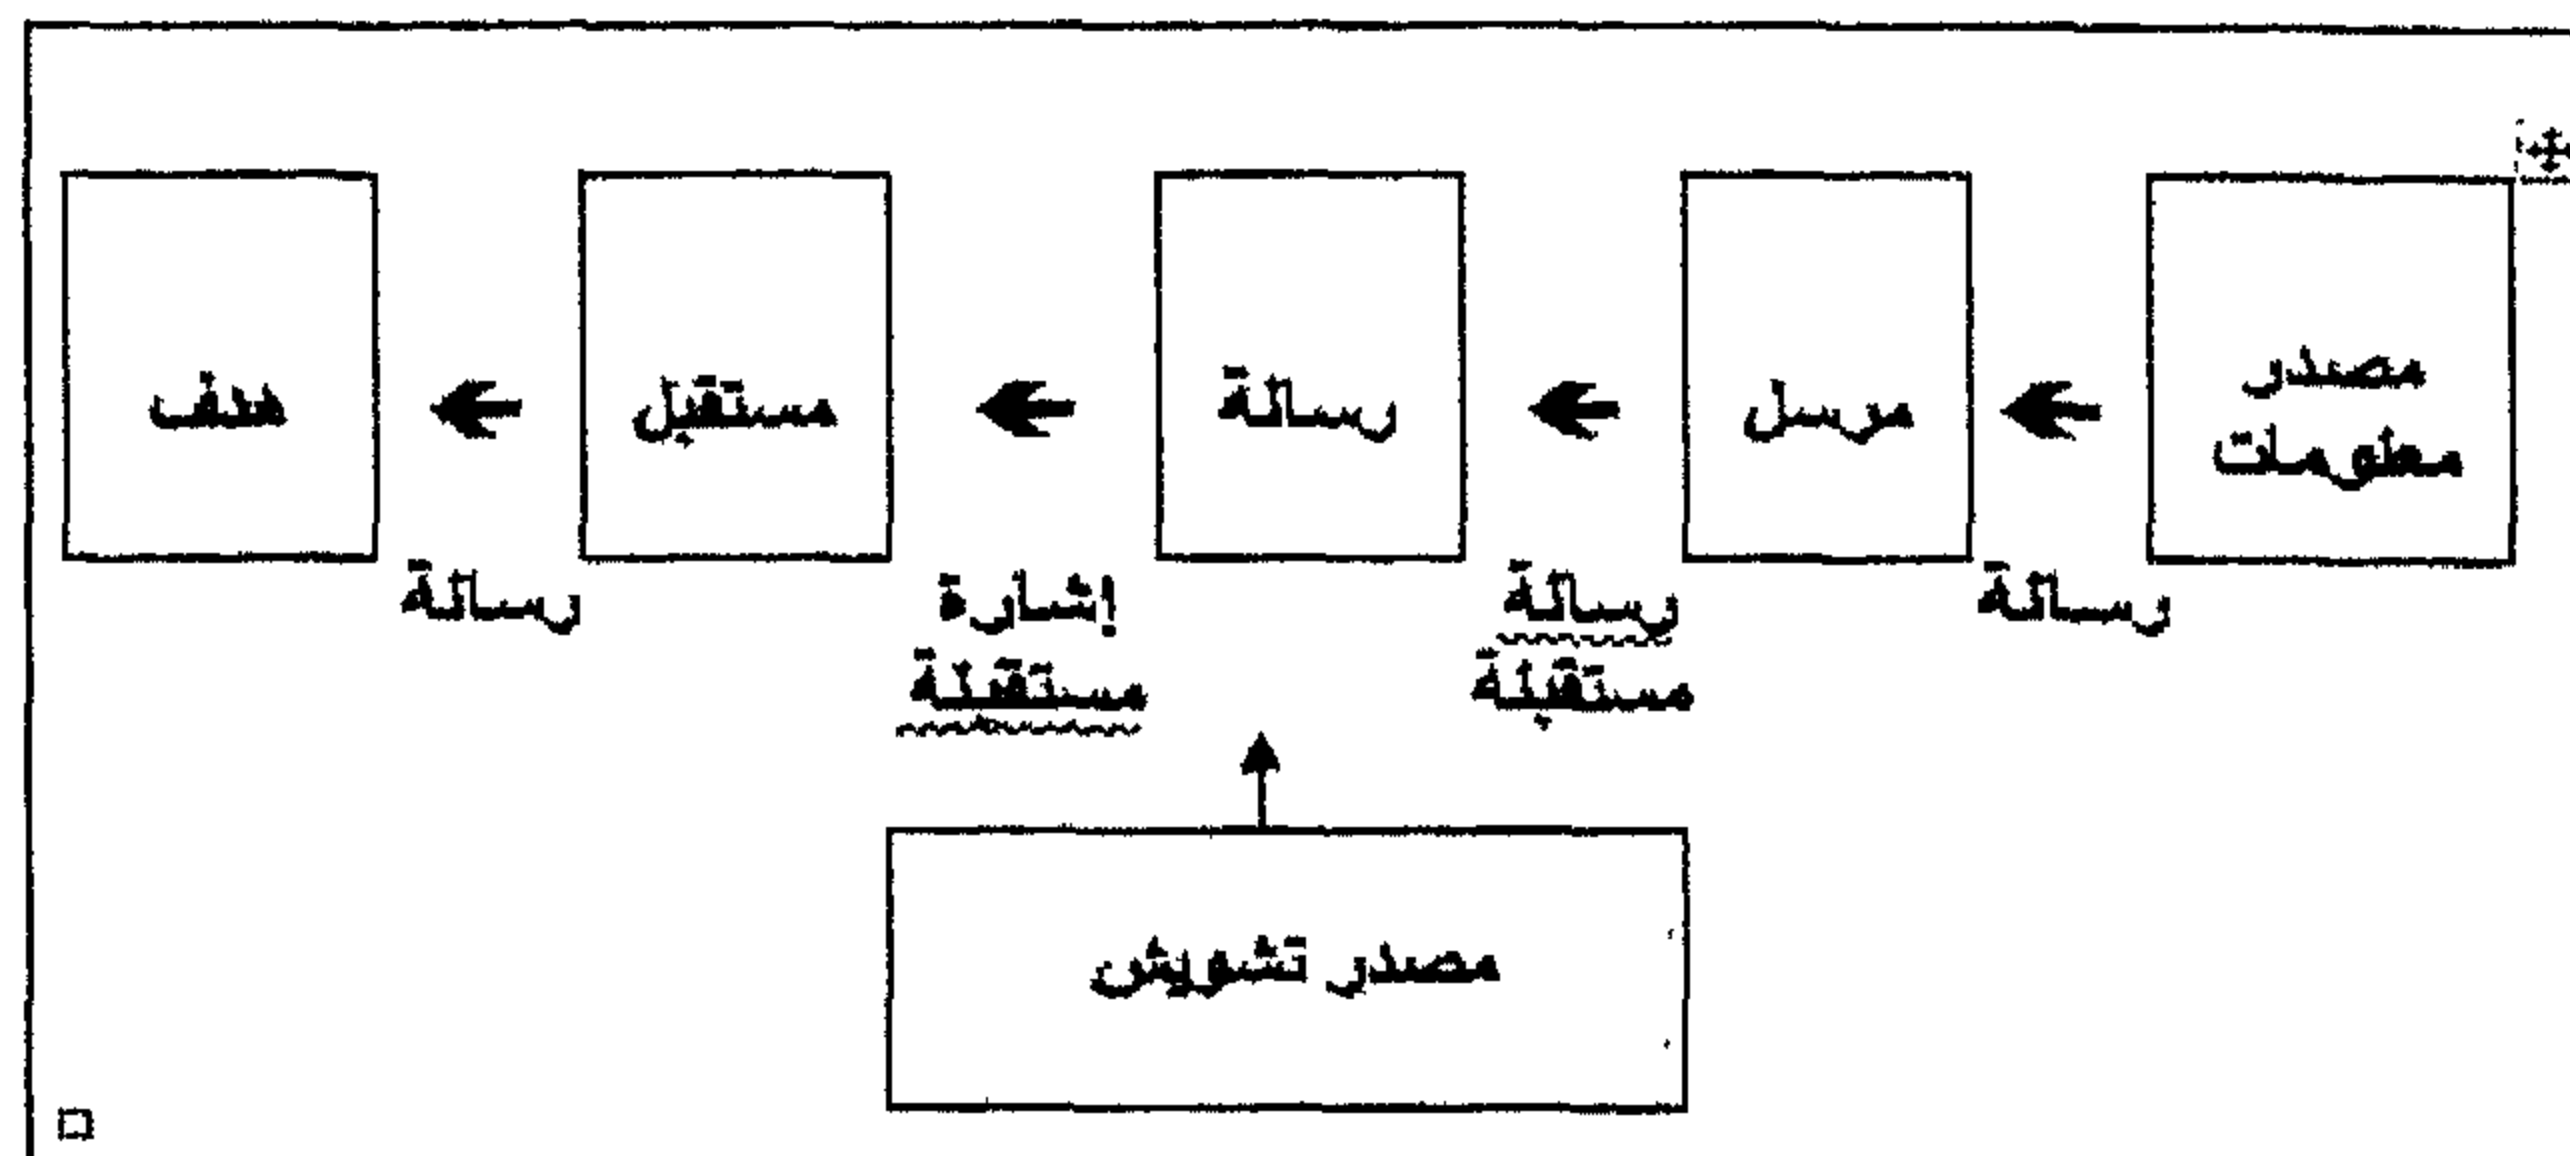 مصدر
معلومات
مرسل
رسالة
مستقبل
هدف
رسالة
رسالة
مستقبلة
إشارة
مستقبلة
رسالة
مصدر تشويش